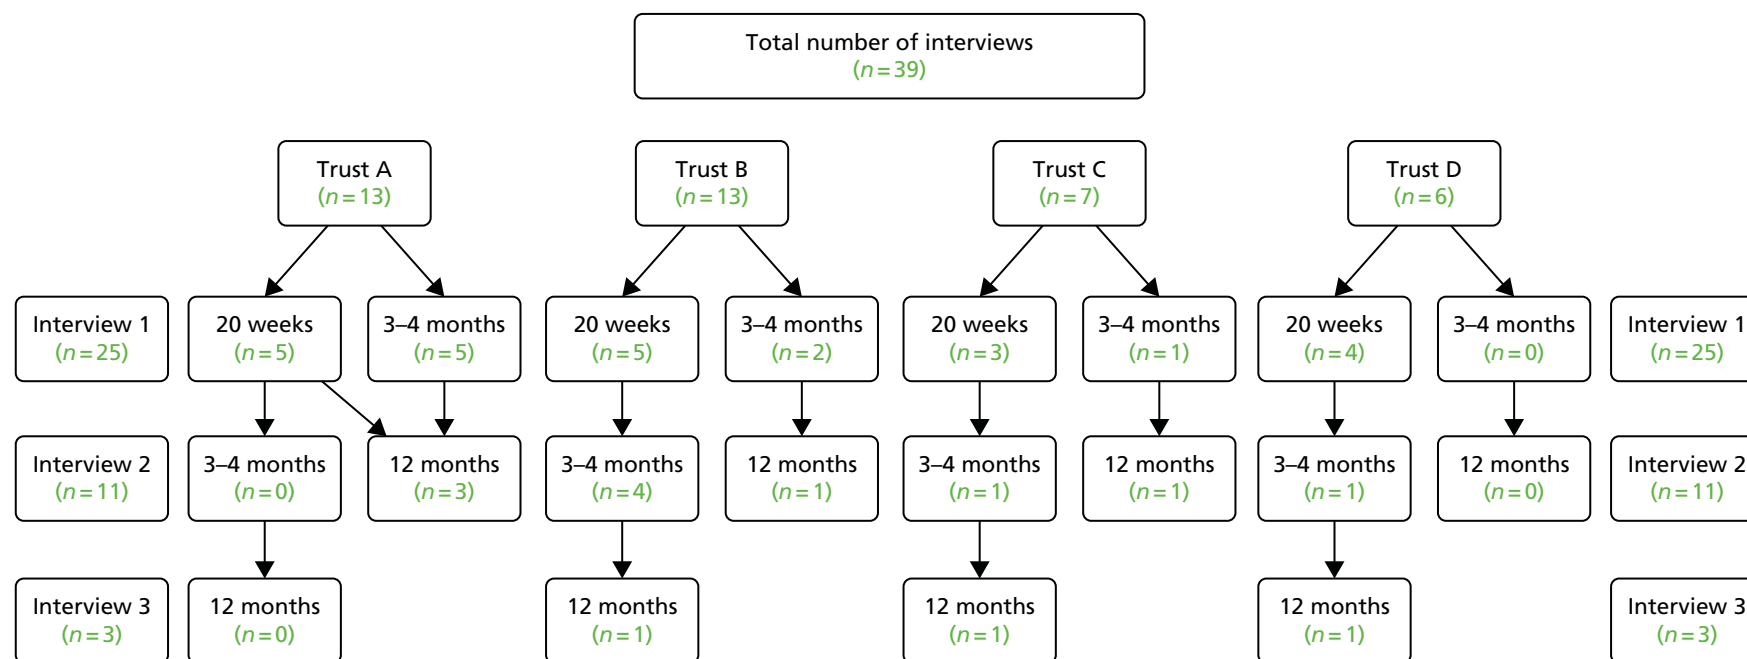 Total number of interviews
(n=39)
Trust A
(n=13)
Trust B
(n=13)
Trust C
(n=7)
Trust D
(n=6)
Interview 1
(n=25)
20 weeks
(n=5)
3–4 months
(n=5)
20 weeks
(n=5)
3–4 months
(n=2)
20 weeks
(n=3)
3–4 months
(n=1)
20 weeks
(n=4)
3–4 months
(n=0)
Interview 1
(n=25)
Interview 2
(n=11)
3–4 months
(n=0)
12 months
(n=3)
3–4 months
(n=4)
12 months
(n=1)
3–4 months
(n=1)
12 months
(n=1)
3–4 months
(n=1)
12 months
(n=0)
Interview 2
(n=11)
Interview 3
(n=3)
12 months
(n=0)
12 months
(n=1)
12 months
(n=1)
12 months
(n=1)
Interview 3
(n=3)